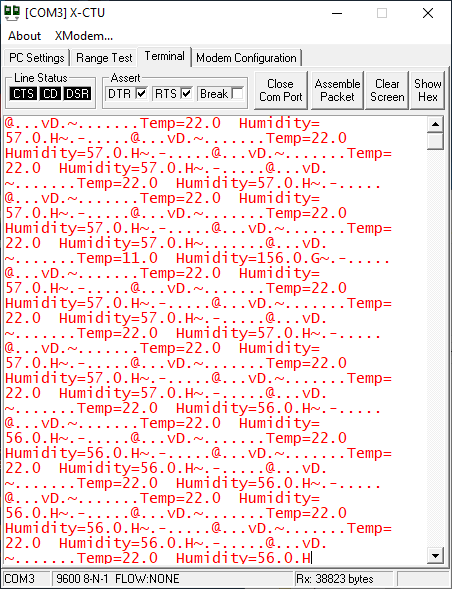 [COM3] X-CTU
About XModem...
PC Settings Range Test Terminal Modem Configuration
Line Status Assert
CTS CD DSR DTR RTS Break
Close Com Port
Assemble Packet
Clear Screen
Show Hex
@...vD.~.......Temp=22.0  Humidity=
57.0.H~.-.....@...vD.~.......Temp=22.0
Humidity=57.0.H~.-.....@...vD.~.......Temp=
22.0  Humidity=57.0.H~.-.....@...vD.
~.......Temp=22.0  Humidity=57.0.H~.-.....
@...vD.~.......Temp=22.0  Humidity=
57.0.H~.-.....@...vD.~.......Temp=22.0
Humidity=57.0.H~.-.....@...vD.~.......Temp=
22.0  Humidity=57.0.H~.......@...vD.
~.......Temp=11.0  Humidity=156.0.G~.-.....
@...vD.~.......Temp=22.0  Humidity=
57.0.H~.-.....@...vD.~.......Temp=22.0
Humidity=57.0.H~.-.....@...vD.~.......Temp=
22.0  Humidity=57.0.H~.-.....@...vD.
~.......Temp=22.0  Humidity=57.0.H~.-.....
@...vD.~.......Temp=22.0  Humidity=
57.0.H~.-.....@...vD.~.......Temp=22.0
Humidity=57.0.H~.-.....@...vD.~.......Temp=
22.0  Humidity=57.0.H~.-.....@...vD.
~.......Temp=22.0  Humidity=56.0.H~.-.....
@...vD.~.......Temp=22.0  Humidity=
56.0.H~.-.....@...vD.~.......Temp=22.0
Humidity=56.0.H~.-.....@...vD.~.......Temp=
22.0  Humidity=56.0.H~.-.....@...vD.
~.......Temp=22.0  Humidity=56.0.H~.-.....
@...vD.~.......Temp=22.0  Humidity=
56.0.H~.-.....@...vD.~.......Temp=22.0
Humidity=56.0.H~.-.....@...vD.~.......Temp=
22.0  Humidity=56.0.H~.-.....@...vD.
~.......Temp=22.0  Humidity=56.0.H
COM3 9600 8-N-1 FLOW:NONE Rx: 38823 bytes